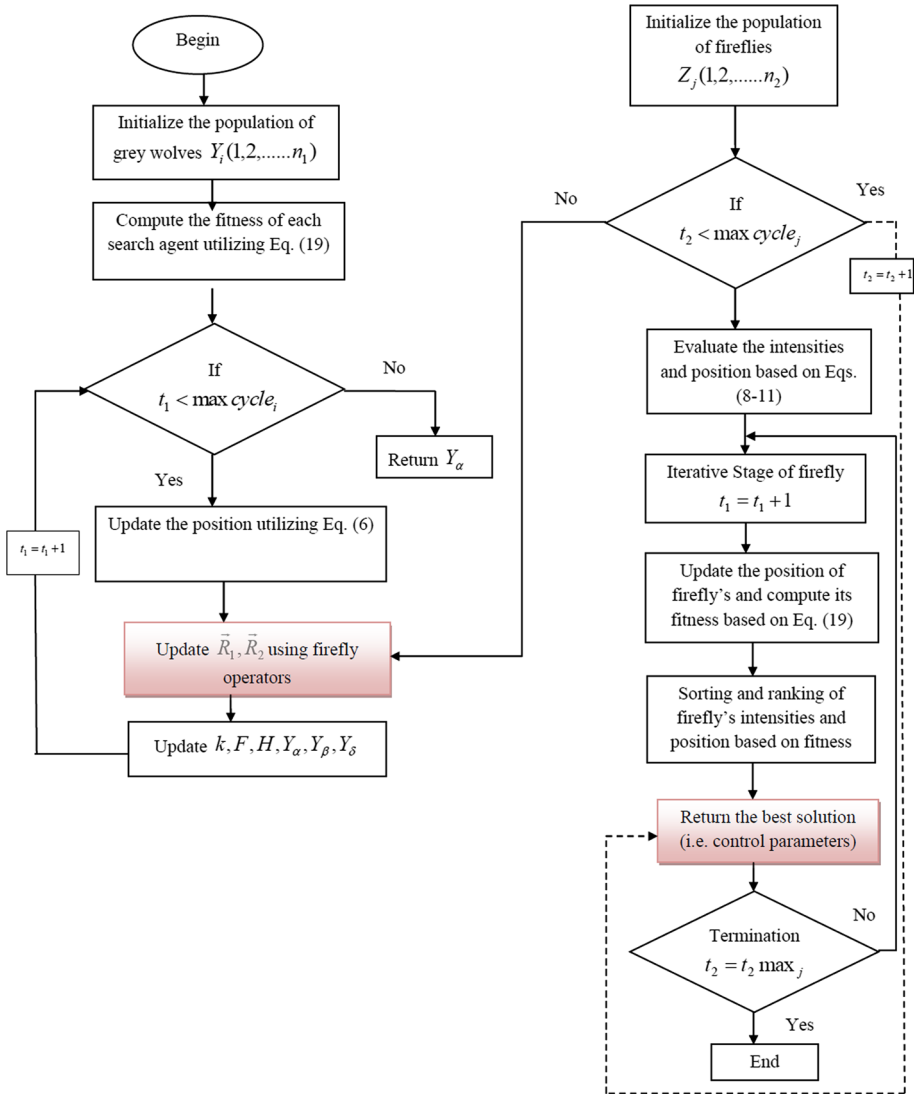 Begin
Initialize the population of
grey wolves Y_i(1,2,......n_1)
Compute the fitness of each
search agent utilizing Eq. (19)
If
t_1 < max cycle_i
No
Return Y_α
Yes
Update the position utilizing Eq. (6)
t_1 = t_1 +1
Update R⃗_1, R⃗_2 using firefly
operators
Update k, F, H, Y_α, Y_β, Y_δ
Initialize the population
of fireflies
Z_j(1,2,......n_2)
No
Yes
If
t_2 < max cycle_j
t_2 = t_2 +1
Evaluate the intensities
and position based on Eqs.
(8-11)
Iterative Stage of firefly
t_1 = t_1 +1
Update the position of
firefly's and compute its
fitness based on Eq. (19)
Sorting and ranking of
firefly's intensities and
position based on fitness
Return the best solution
(i.e. control parameters)
No
Termination
t_2 = t_2 max_j
Yes
End